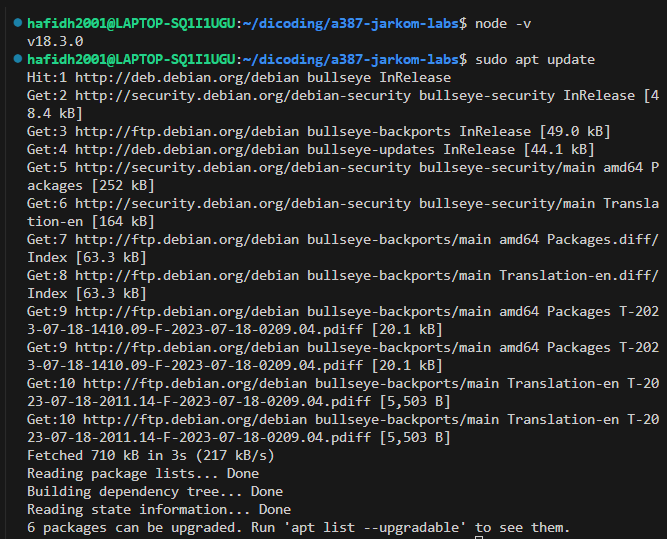 hafidh2001@LAPTOP-SQ1I1UGU:~/dicoding/a387-jarkom-labs$ node -v
v18.3.0
hafidh2001@LAPTOP-SQ1I1UGU:~/dicoding/a387-jarkom-labs$ sudo apt update
Hit:1 http://deb.debian.org/debian bullseye InRelease
Get:2 http://security.debian.org/debian-security bullseye-security InRelease [4
8.4 kB]
Get:3 http://ftp.debian.org/debian bullseye-backports InRelease [49.0 kB]
Get:4 http://deb.debian.org/debian bullseye-updates InRelease [44.1 kB]
Get:5 http://security.debian.org/debian-security bullseye-security/main amd64 P
ackages [252 kB]
Get:6 http://security.debian.org/debian-security bullseye-security/main Transla
tion-en [164 kB]
Get:7 http://ftp.debian.org/debian bullseye-backports/main amd64 Packages.diff/
Index [63.3 kB]
Get:8 http://ftp.debian.org/debian bullseye-backports/main Translation-en.diff/
Index [63.3 kB]
Get:9 http://ftp.debian.org/debian bullseye-backports/main amd64 Packages T-202
3-07-18-1410.09-F-2023-07-18-0209.04.pdiff [20.1 kB]
Get:9 http://ftp.debian.org/debian bullseye-backports/main amd64 Packages T-202
3-07-18-1410.09-F-2023-07-18-0209.04.pdiff [20.1 kB]
Get:10 http://ftp.debian.org/debian bullseye-backports/main Translation-en T-20
23-07-18-2011.14-F-2023-07-18-0209.04.pdiff [5,503 B]
Get:10 http://ftp.debian.org/debian bullseye-backports/main Translation-en T-20
23-07-18-2011.14-F-2023-07-18-0209.04.pdiff [5,503 B]
Fetched 710 kB in 3s (217 kB/s)
Reading package lists... Done
Building dependency tree... Done
Reading state information... Done
6 packages can be upgraded. Run 'apt list --upgradable' to see them.